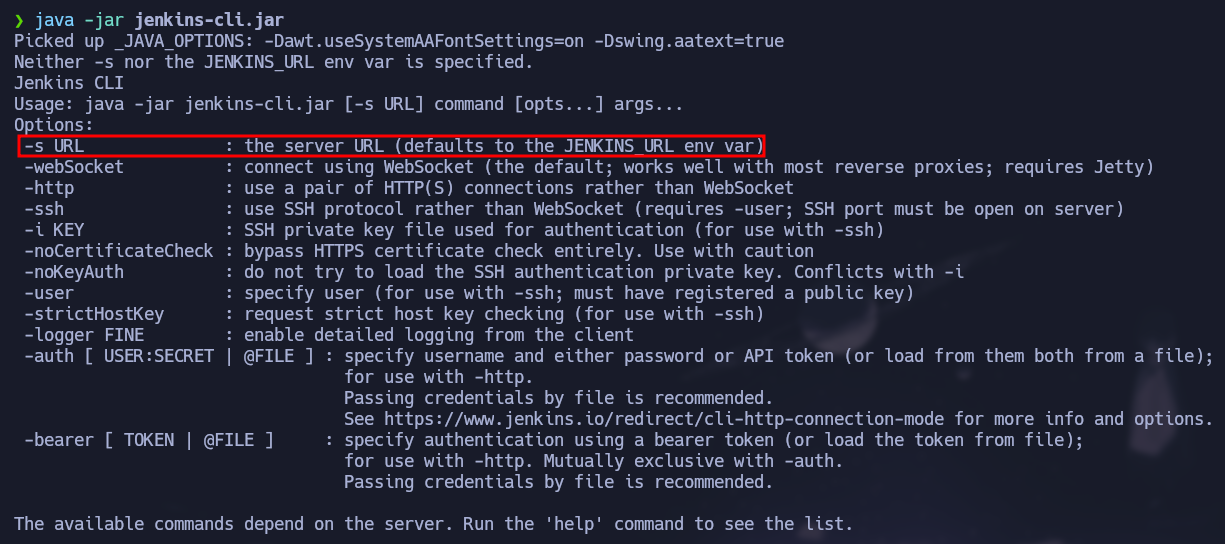 ❯ java -jar jenkins-cli.jar
Picked up _JAVA_OPTIONS: -Dawt.useSystemAAFontSettings=on -Dswing.aatext=true
Neither -s nor the JENKINS_URL env var is specified.
Jenkins CLI
Usage: java -jar jenkins-cli.jar [-s URL] command [opts...] args...
Options:
 -s URL              : the server URL (defaults to the JENKINS_URL env var)
 -webSocket          : connect using WebSocket (the default; works well with most reverse proxies; requires Jetty)
 -http               : use a pair of HTTP(S) connections rather than WebSocket
 -ssh                : use SSH protocol rather than WebSocket (requires -user; SSH port must be open on server)
 -i KEY              : SSH private key file used for authentication (for use with -ssh)
 -noCertificateCheck : bypass HTTPS certificate check entirely. Use with caution
 -noKeyAuth          : do not try to load the SSH authentication private key. Conflicts with -i
 -user               : specify user (for use with -ssh; must have registered a public key)
 -strictHostKey      : request strict host key checking (for use with -ssh)
 -logger FINE        : enable detailed logging from the client
 -auth [ USER:SECRET | @FILE ] : specify username and either password or API token (or load from them both from a file);
                                 for use with -http.
                                 Passing credentials by file is recommended.
                                 See https://www.jenkins.io/redirect/cli-http-connection-mode for more info and options.
 -bearer [ TOKEN | @FILE ]     : specify authentication using a bearer token (or load the token from file);
                                 for use with -http. Mutually exclusive with -auth.
                                 Passing credentials by file is recommended.
The available commands depend on the server. Run the 'help' command to see the list.